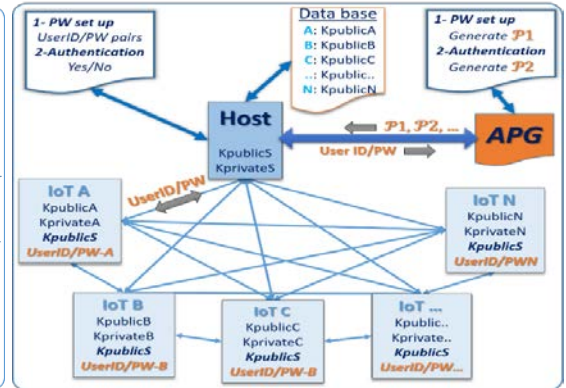 1- PW set up
UserID/PW pairs
2-Authentication
Yes/No
Data base
A: KpublicA
B: KpublicB
C: KpublicC
..: Kpublic..
N: KpublicN
1- PW set up
Generate 𝒫1
2-Authentication
Generate 𝒫2
Host
KpublicS
KprivateS
𝒫1, 𝒫2, ...
User ID/PW
APG
UserID/PW
IoT A
KpublicA
KprivateA
KpublicS
UserID/PW-A
IoT N
KpublicN
KprivateN
KpublicS
UserID/PWN
IoT B
KpublicB
KprivateB
KpublicS
UserID/PW-B
IoT C
KpublicC
KprivateC
KpublicS
UserID/PW-B
IoT ...
Kpublic..
Kprivate..
KpublicS
UserID/PW...